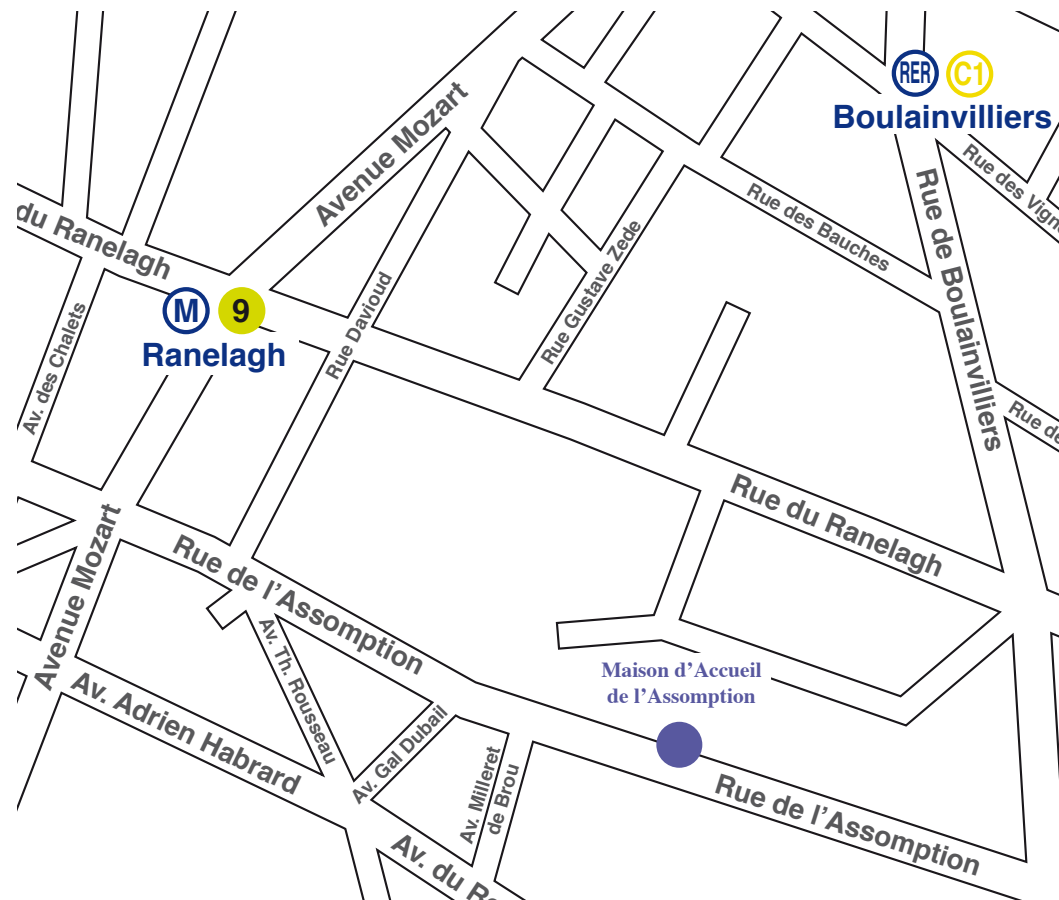 RER C1
Boulainvilliers
Avenue Mozart
Rue des
Rue des Bauches
Rue de Boulainvilliers
du Ranelagh
Rue Gustave Zede
M 9
Ranelagh
Rue Davioud
Av. des Chalets
Rue de
Rue du Ranelagh
Avenue Mozart
Rue de l'Assomption
Av. Th. Rousseau
Maison d'Accueil
de l'Assomption
Av. Adrien Habrard
Av. Gal Dubail
Av. Milleret
de Brou
Rue de l'Assomption
Av. du